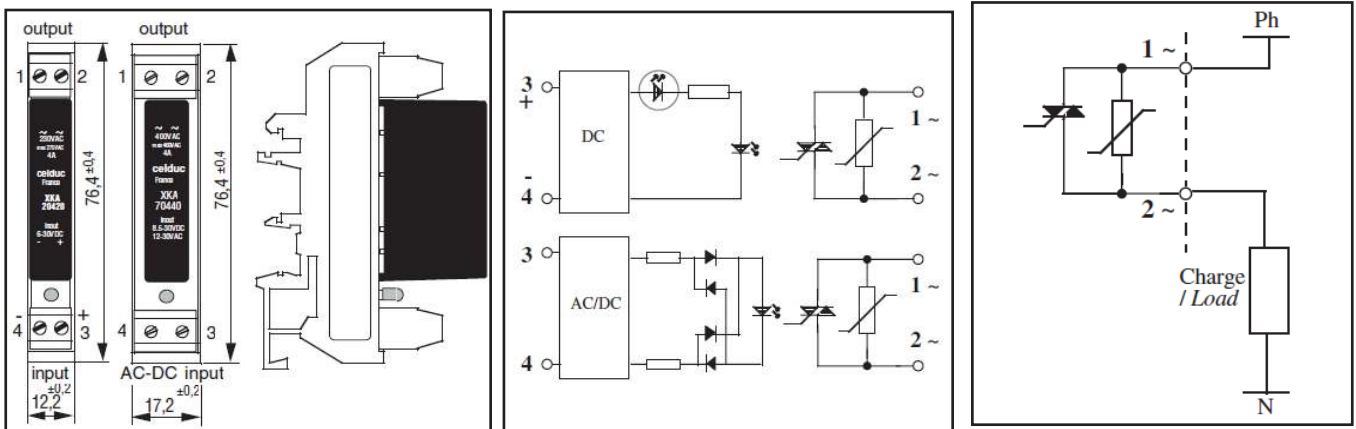 output
1 2
~ ~
230VAC
max 275VAC
4A
celduc
France
XKA
20420
Input
6-30VDC
- +
- +
4 3
input
±0,2
12,2
76,4 ±0,4
output
1 2
~ ~
400VAC
max 460VAC
4A
celduc
France
XKA
70440
Input
8.5-30VDC
12-30VAC
4 3
AC-DC input
±0,2
17,2
76,4 ±0,4
3
+
DC
-
4
1 ~
2 ~
3
AC/DC
4
1 ~
2 ~
Ph
1 ~
2 ~
Charge
/ Load
N